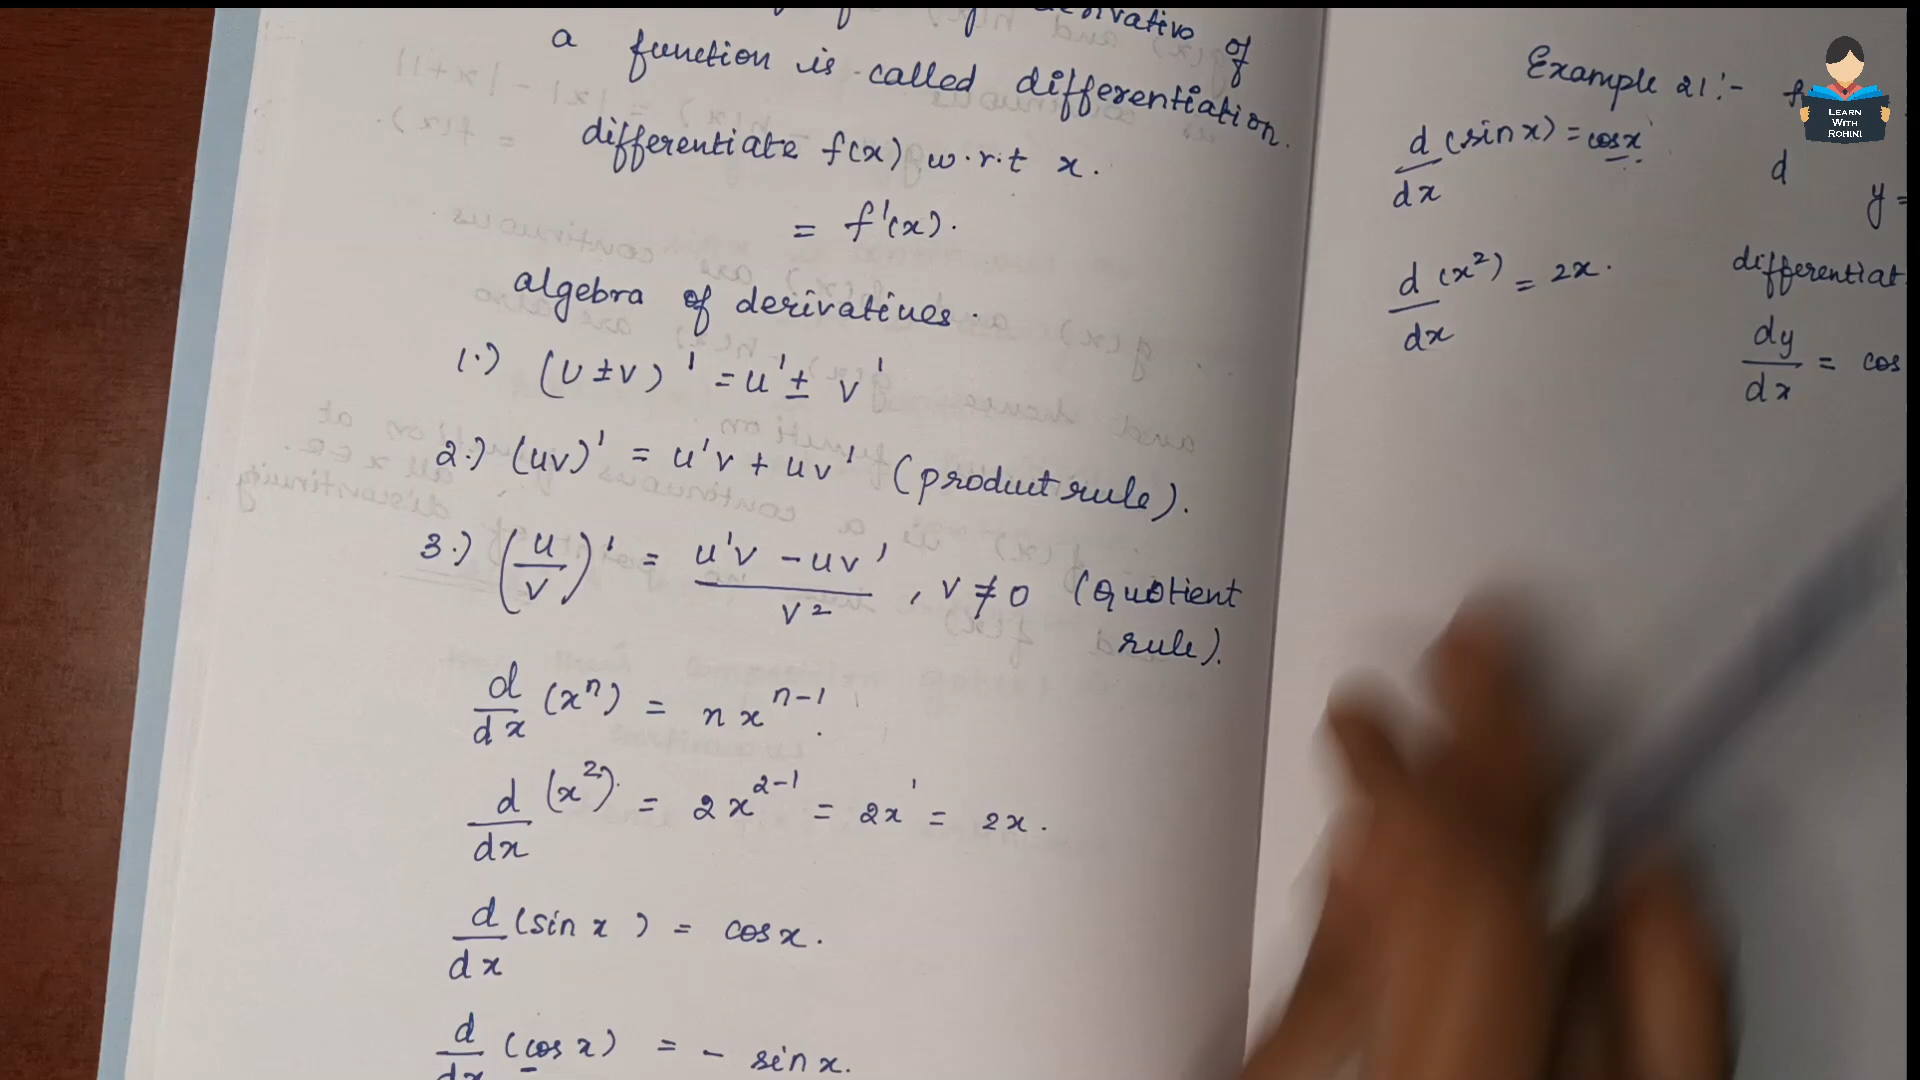 derivative of
a function is called differentiation.
differentiate f(x) w.r.t x.
= f'(x).
algebra of derivatives.
1.) (u ± v)' = u' ± v'
2.) (uv)' = u'v + uv' (product rule).
3.) (u/v)' = (u'v - uv')/v², v ≠ 0 (Quotient
rule).
d/dx (xⁿ) = n xⁿ⁻¹.
d/dx (x²) = 2x²⁻¹ = 2x¹ = 2x.
d/dx (sin x) = cos x.
d/dx (cos x) = - sin x.
Example 21:-
d/dx (sin x) = cos x
d/dx (x²) = 2x.
d
y =
differentiat
dy/dx = cos
LEARN
WITH
ROHINI